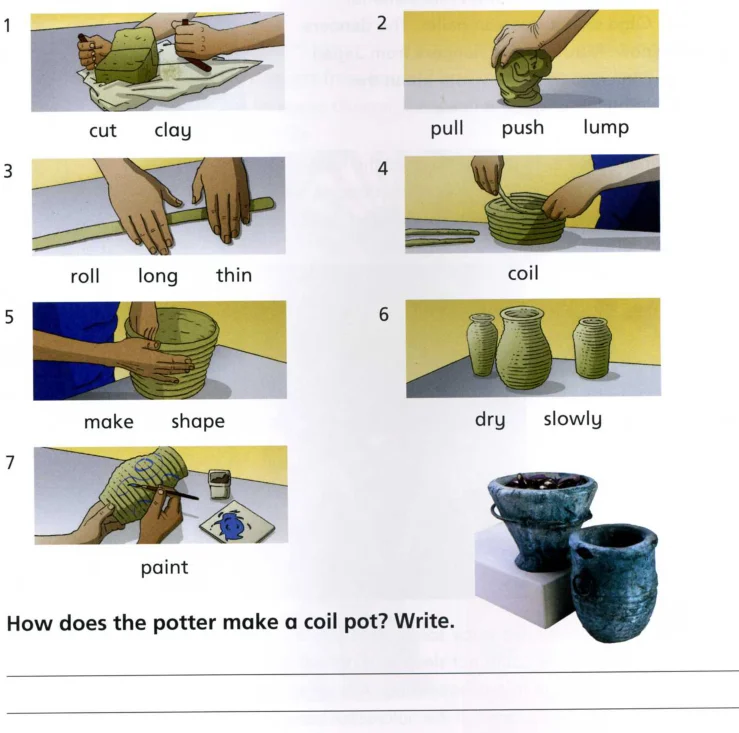 1
2
cut clay
pull push lump
3
4
roll long thin
coil
5
6
make shape
dry slowly
7
paint
How does the potter make a coil pot? Write.